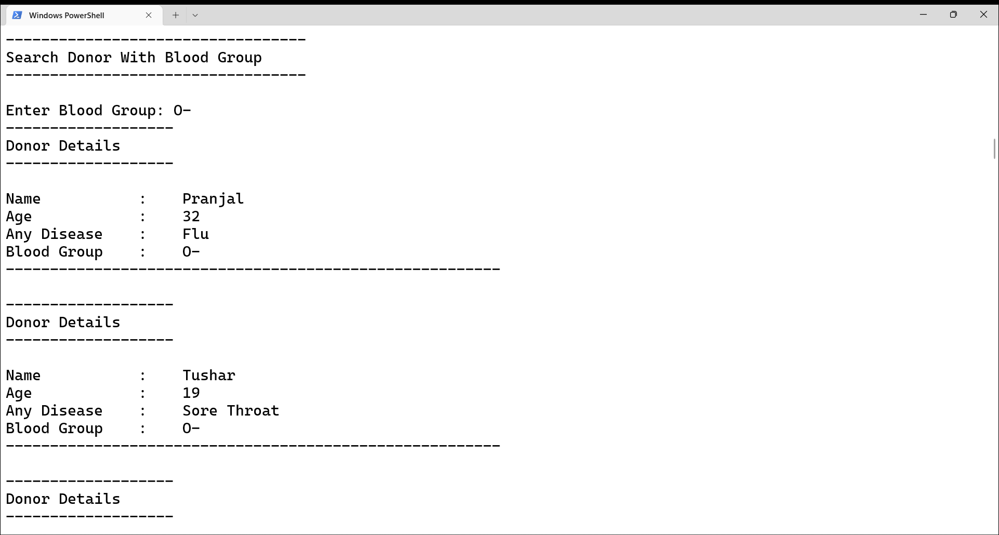 Windows PowerShell
----------------------------------
Search Donor With Blood Group
----------------------------------
Enter Blood Group: O-
-------------------
Donor Details
-------------------
Name           :    Pranjal
Age            :    32
Any Disease    :    Flu
Blood Group    :    O-
--------------------------------------------------------
-------------------
Donor Details
-------------------
Name           :    Tushar
Age            :    19
Any Disease    :    Sore Throat
Blood Group    :    O-
--------------------------------------------------------
-------------------
Donor Details
-------------------